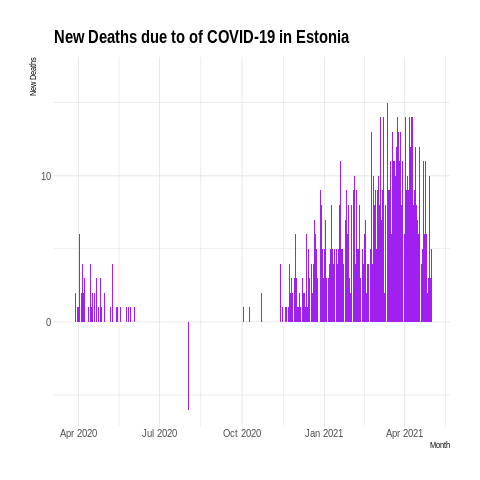 New Deaths due to of COVID-19 in Estonia
New Deaths
10
0
Apr 2020 Jul 2020 Oct 2020 Jan 2021 Apr 2021
Month